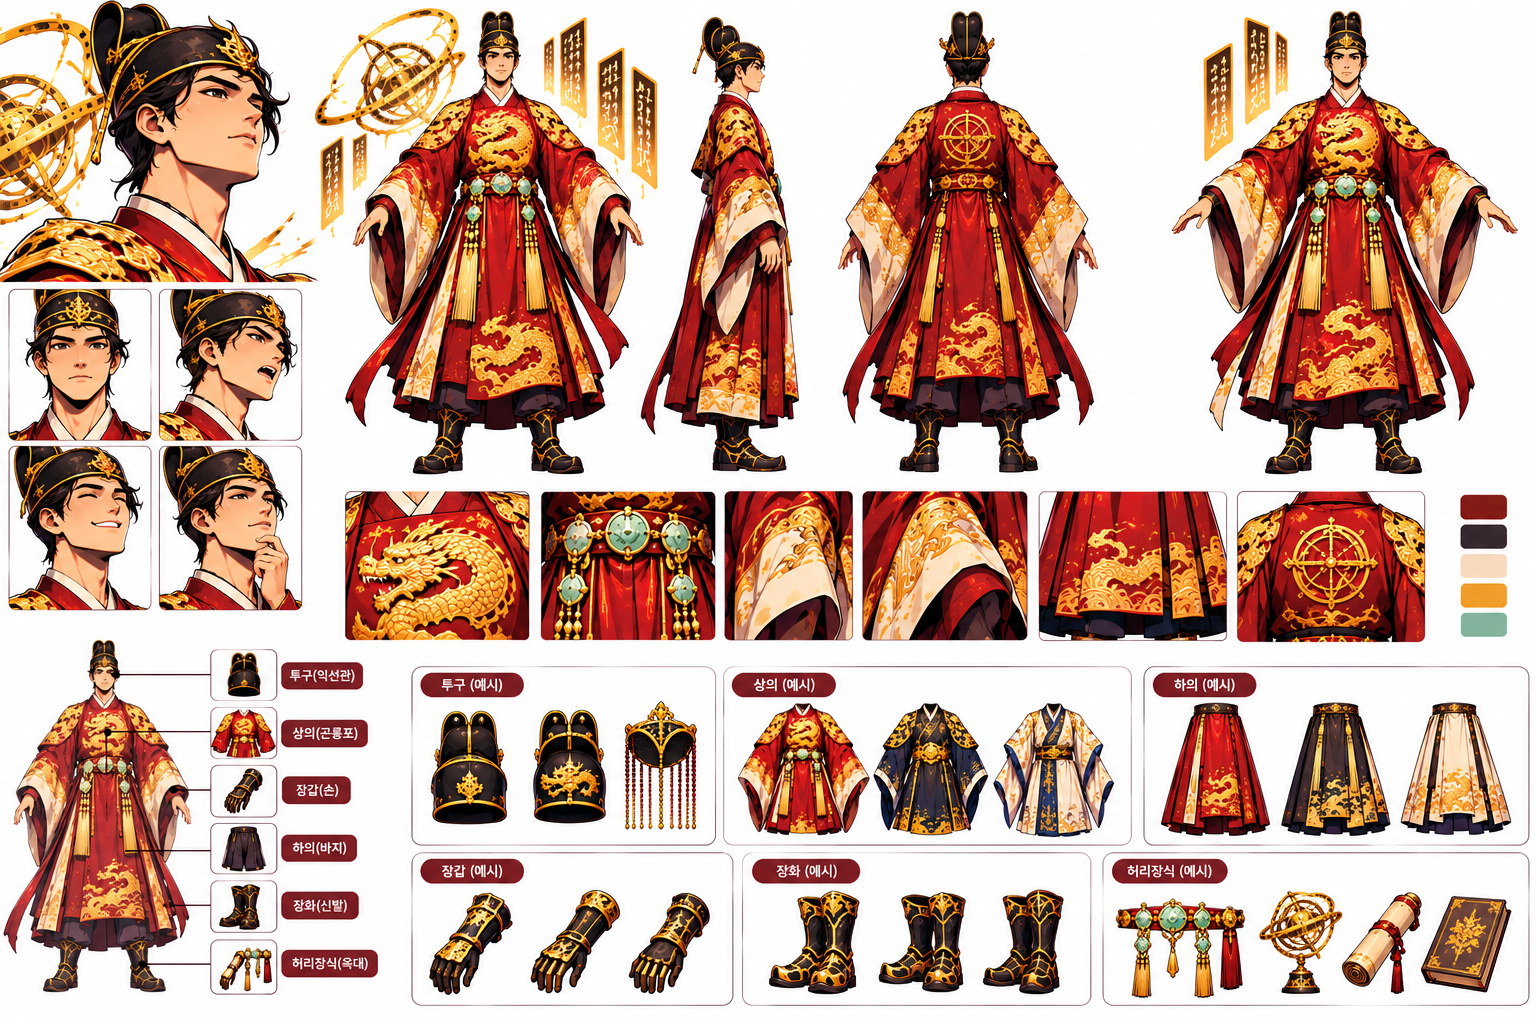 투구(익선관)
상의(곤룡포)
장갑(손)
하의(바지)
장화(신발)
허리장식(옥대)
투구 (예시)
상의 (예시)
하의 (예시)
장갑 (예시)
장화 (예시)
허리장식 (예시)